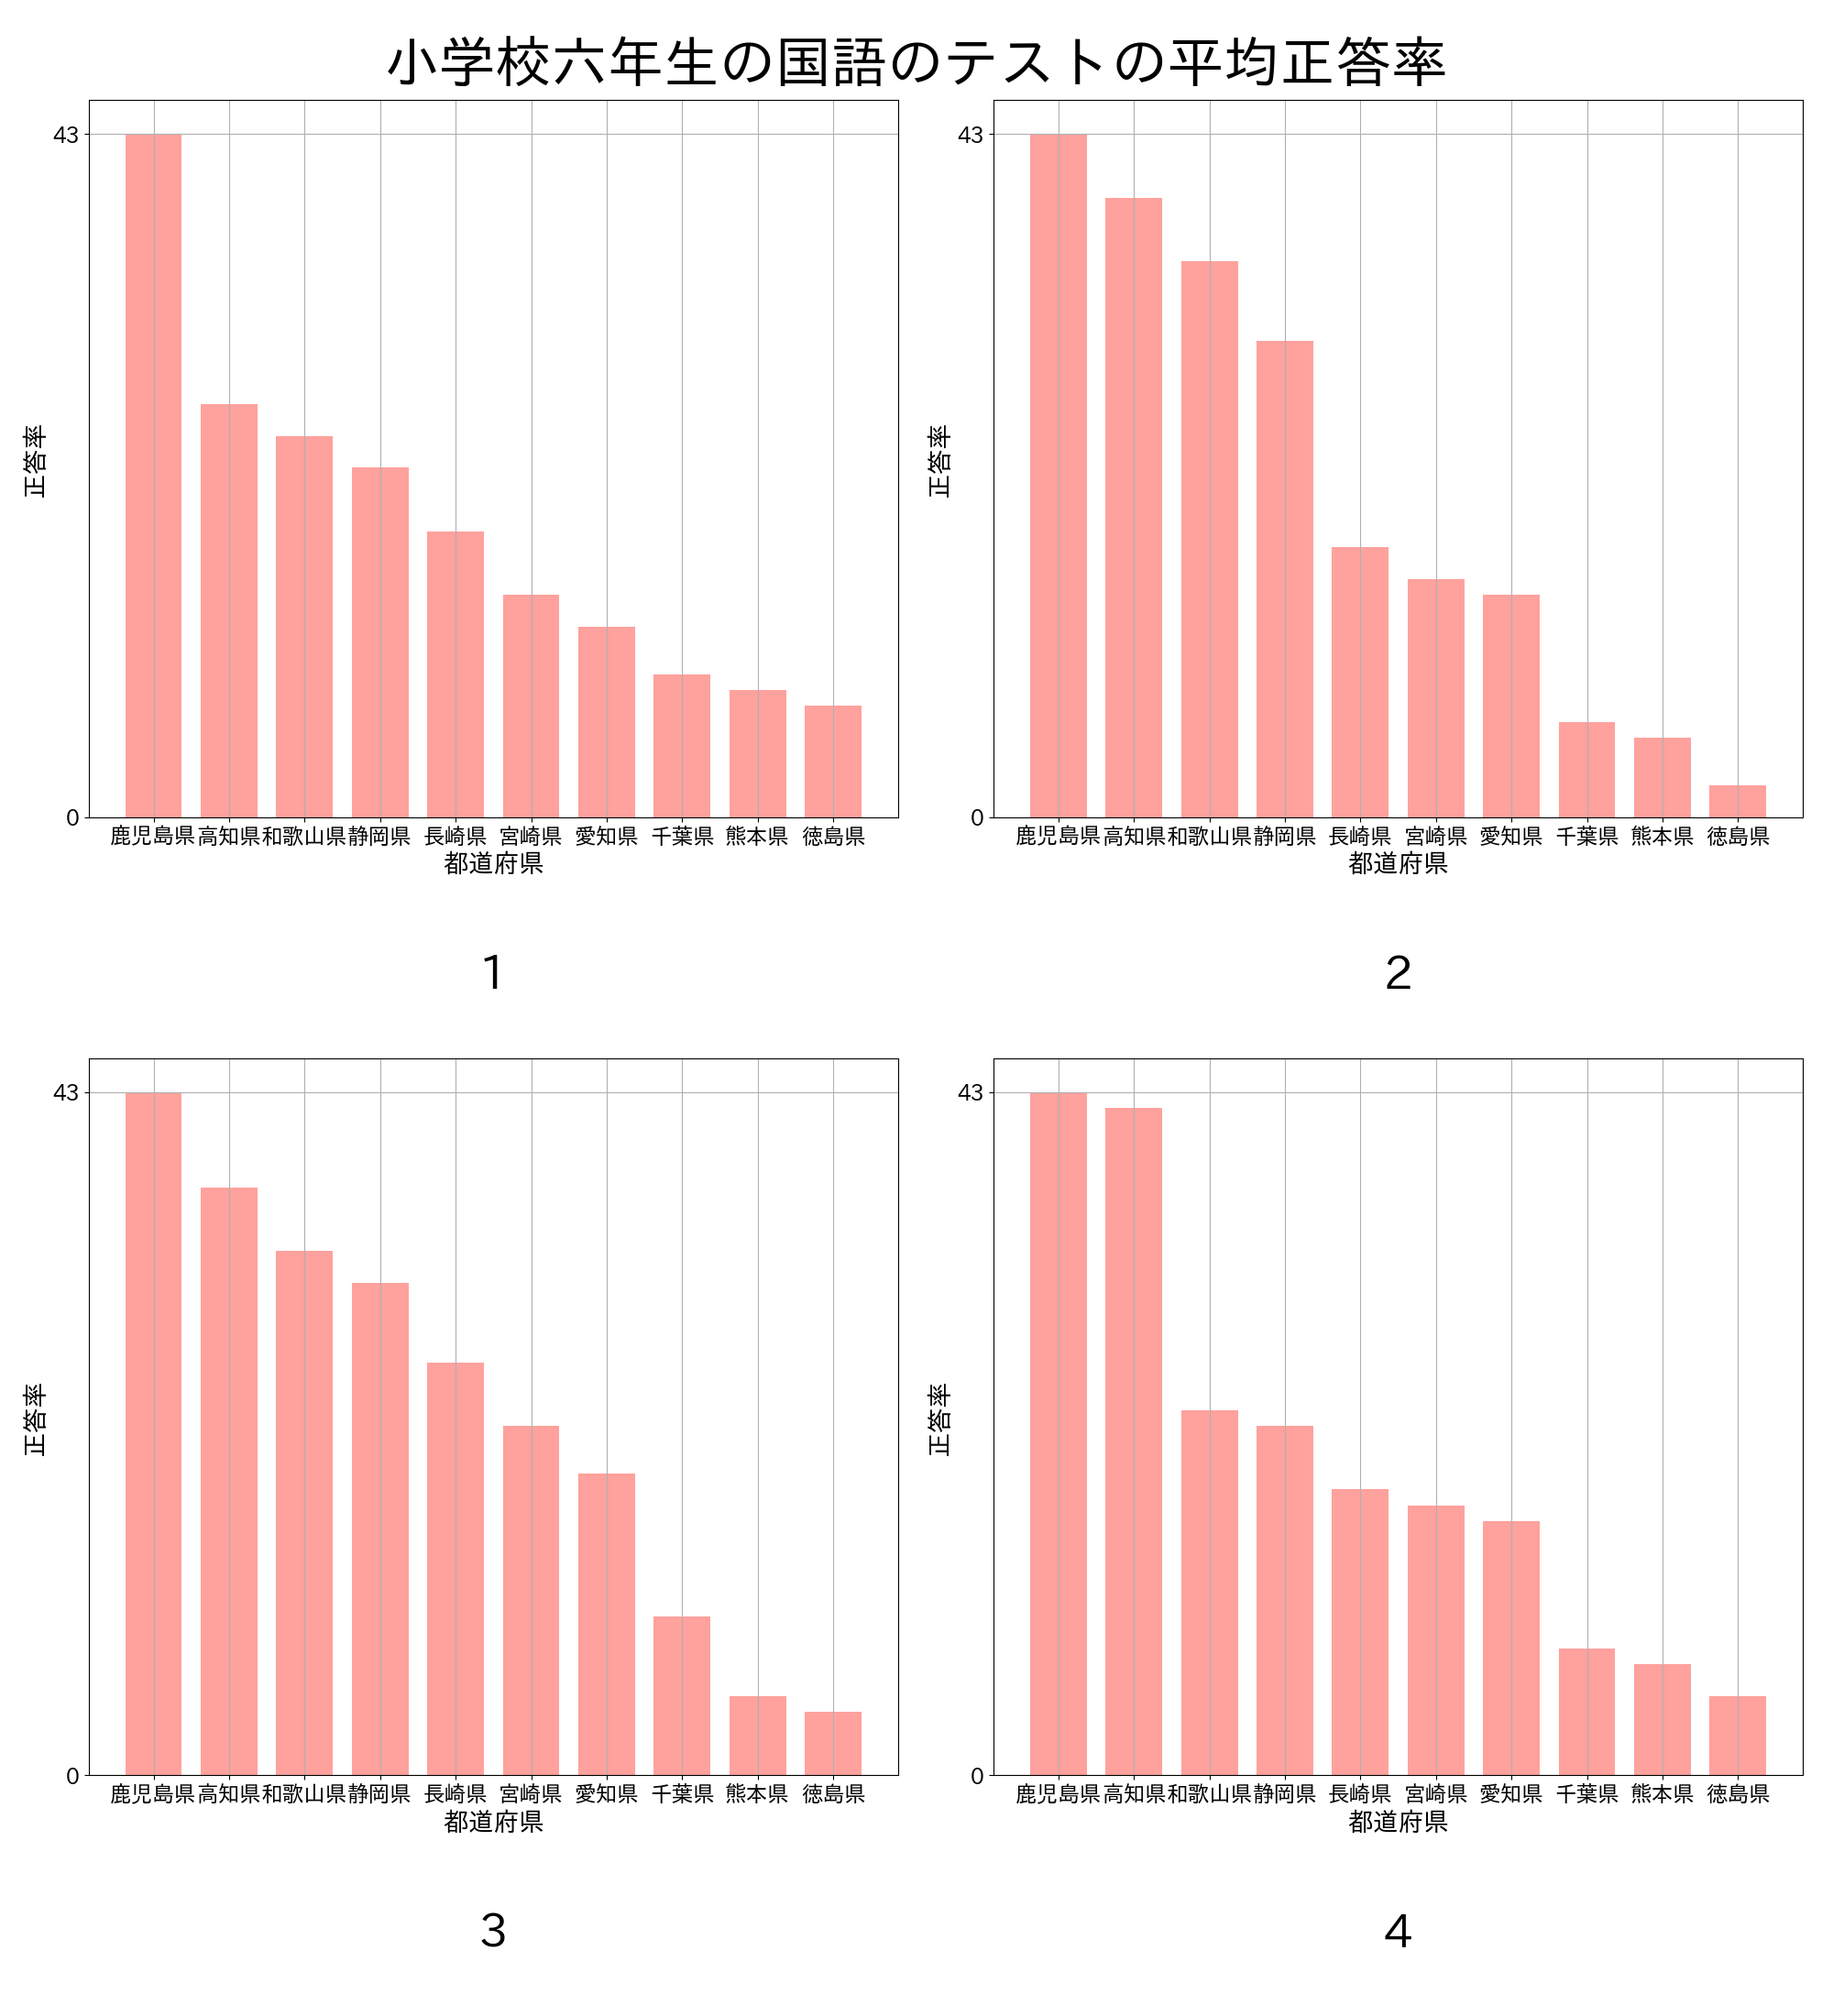 小学校六年生の国語のテストの平均正答率
43
0
正答率
鹿児島県 高知県 和歌山県 静岡県 長崎県 宮崎県 愛知県 千葉県 熊本県 徳島県
都道府県
1
43
0
正答率
鹿児島県 高知県 和歌山県 静岡県 長崎県 宮崎県 愛知県 千葉県 熊本県 徳島県
都道府県
2
43
0
正答率
鹿児島県 高知県 和歌山県 静岡県 長崎県 宮崎県 愛知県 千葉県 熊本県 徳島県
都道府県
3
43
0
正答率
鹿児島県 高知県 和歌山県 静岡県 長崎県 宮崎県 愛知県 千葉県 熊本県 徳島県
都道府県
4